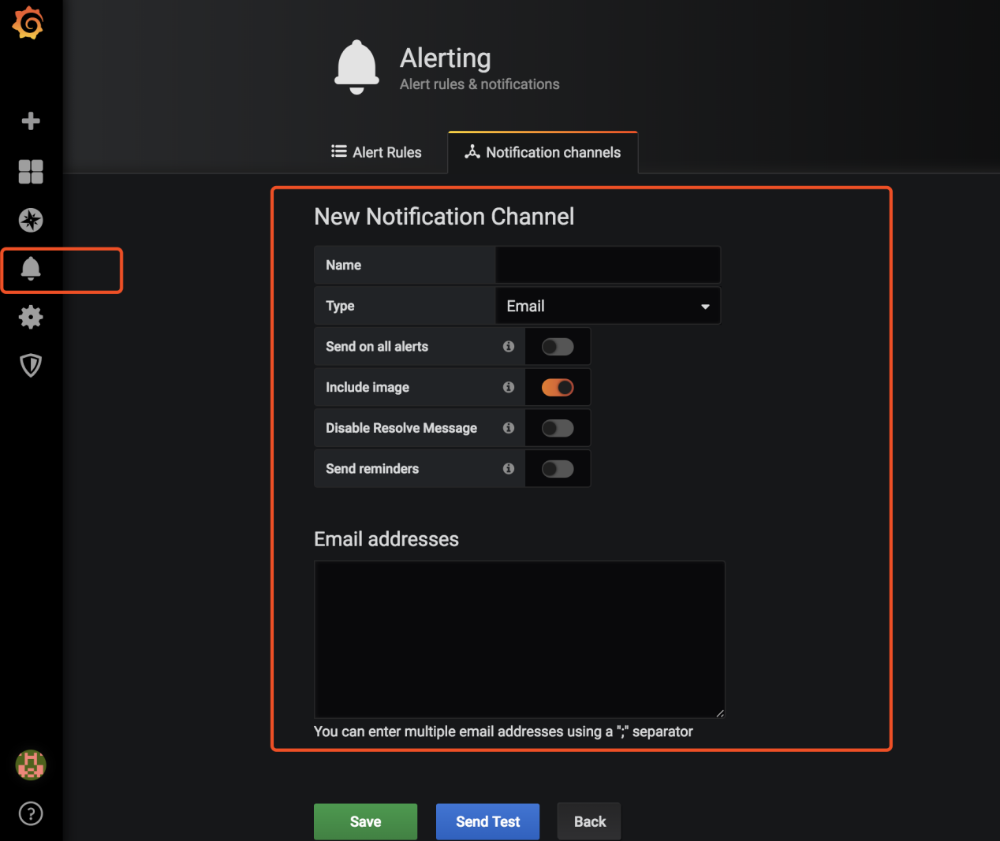 Alerting
Alert rules & notifications
Alert Rules
Notification channels
New Notification Channel
Name
Type
Email
Send on all alerts
Include image
Disable Resolve Message
Send reminders
Email addresses
You can enter multiple email addresses using a ";" separator
Save
Send Test
Back